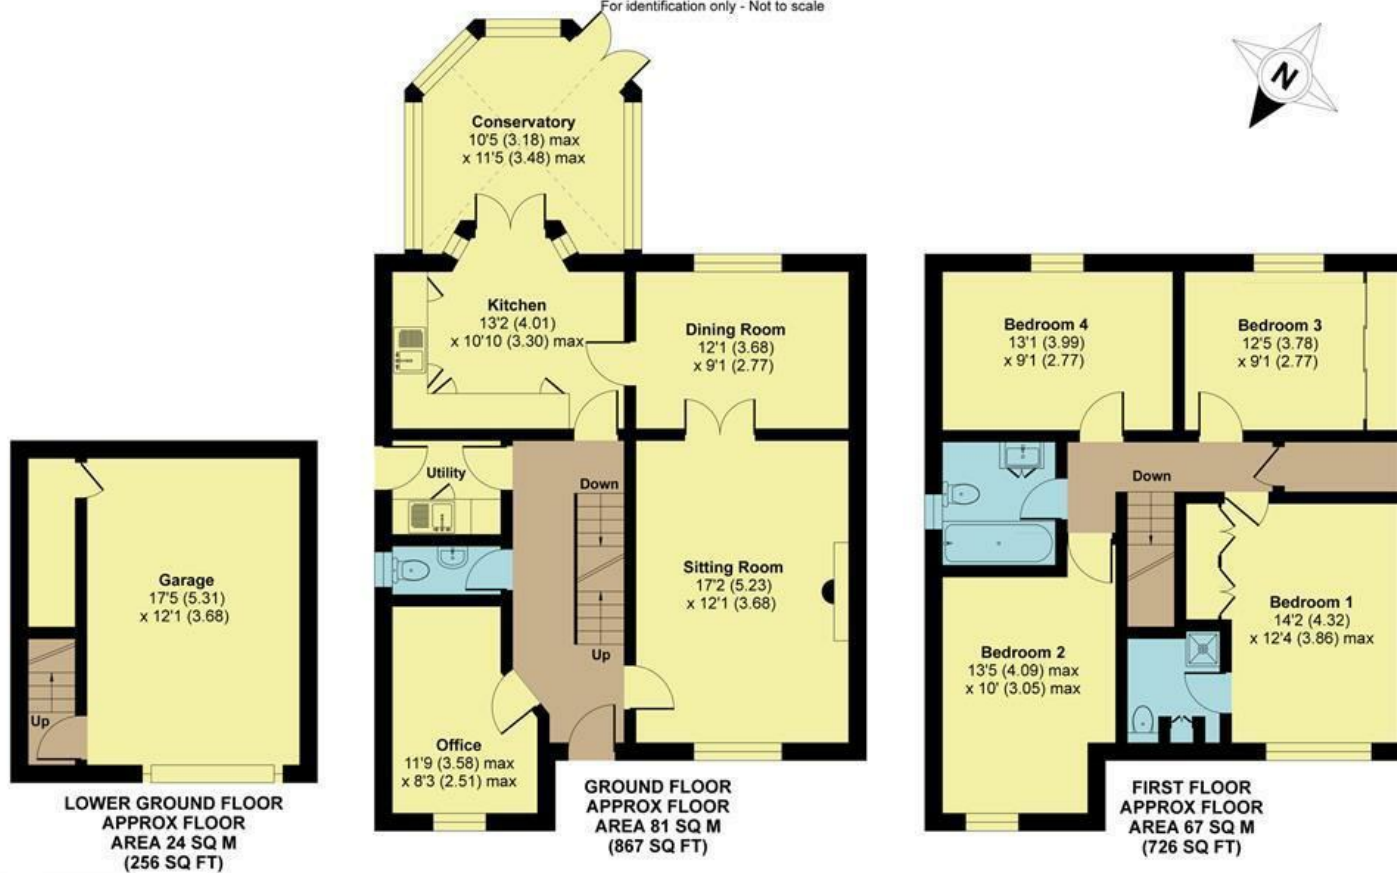 For identification only - Not to scale
N
Conservatory
10'5 (3.18) max
x 11'5 (3.48) max
Kitchen
13'2 (4.01)
x 10'10 (3.30) max
Dining Room
12'1 (3.68)
x 9'1 (2.77)
Utility
Down
Up
Sitting Room
17'2 (5.23)
x 12'1 (3.68)
Office
11'9 (3.58) max
x 8'3 (2.51) max
GROUND FLOOR
APPROX FLOOR
AREA 81 SQ M
(867 SQ FT)
Garage
17'5 (5.31)
x 12'1 (3.68)
Up
LOWER GROUND FLOOR
APPROX FLOOR
AREA 24 SQ M
(256 SQ FT)
Bedroom 4
13'1 (3.99)
x 9'1 (2.77)
Bedroom 3
12'5 (3.78)
x 9'1 (2.77)
Down
Bedroom 1
14'2 (4.32)
x 12'4 (3.86) max
Bedroom 2
13'5 (4.09) max
x 10' (3.05) max
FIRST FLOOR
APPROX FLOOR
AREA 67 SQ M
(726 SQ FT)